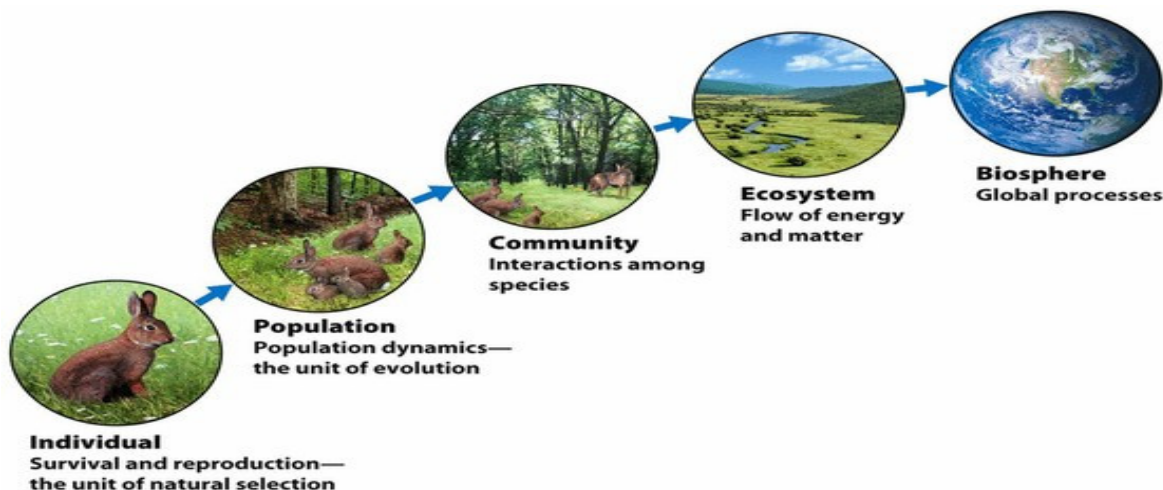 Individual
Survival and reproduction—
the unit of natural selection
Population
Population dynamics—
the unit of evolution
Community
Interactions among
species
Ecosystem
Flow of energy
and matter
Biosphere
Global processes